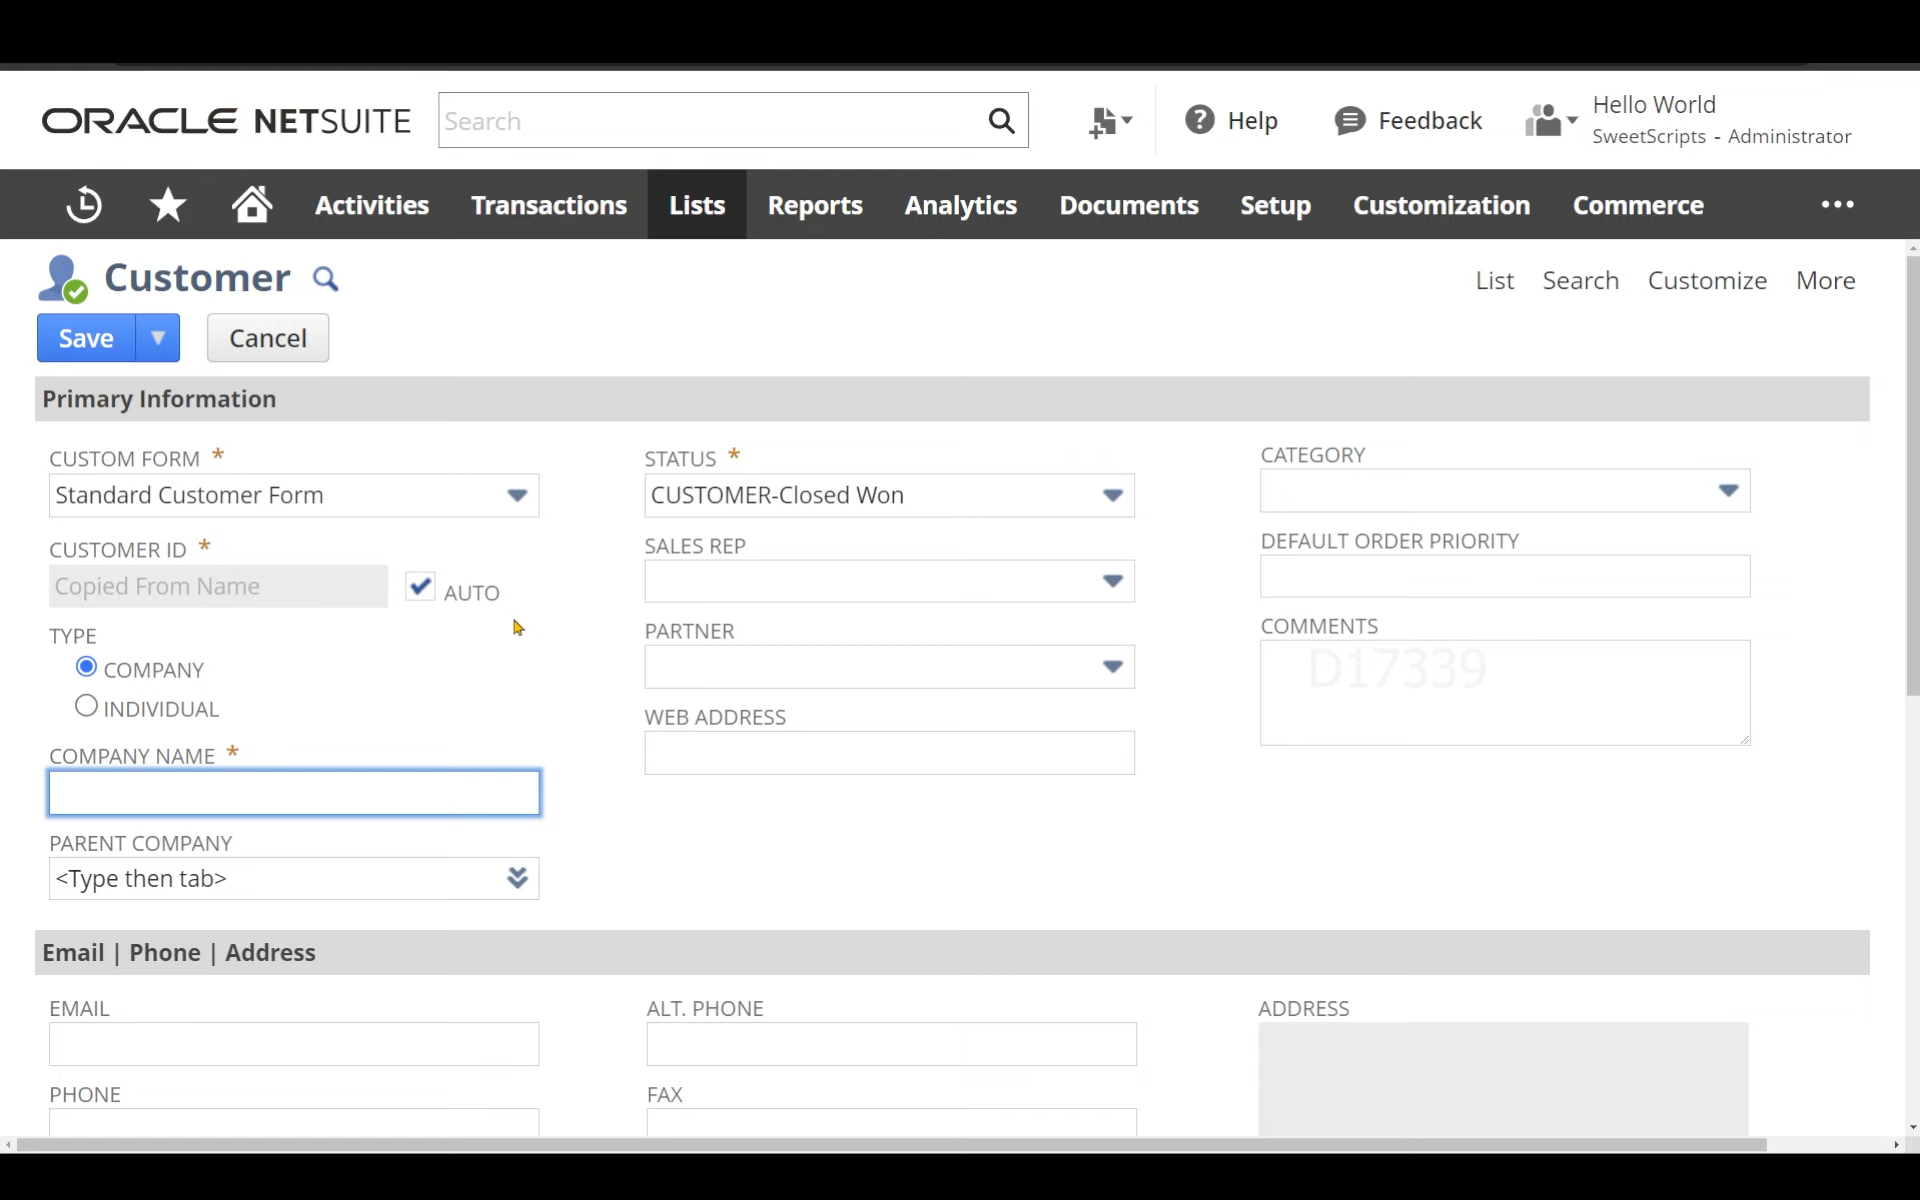 ORACLE NETSUITE
Search
Help
Feedback
Hello World
SweetScripts - Administrator
Activities
Transactions
Lists
Reports
Analytics
Documents
Setup
Customization
Commerce
Customer
List
Search
Customize
More
Save
Cancel
Primary Information
CUSTOM FORM *
Standard Customer Form
CUSTOMER ID *
Copied From Name
AUTO
TYPE
COMPANY
INDIVIDUAL
COMPANY NAME *
PARENT COMPANY
<Type then tab>
STATUS *
CUSTOMER-Closed Won
SALES REP
PARTNER
WEB ADDRESS
CATEGORY
DEFAULT ORDER PRIORITY
COMMENTS
D17339
Email | Phone | Address
EMAIL
PHONE
ALT. PHONE
FAX
ADDRESS